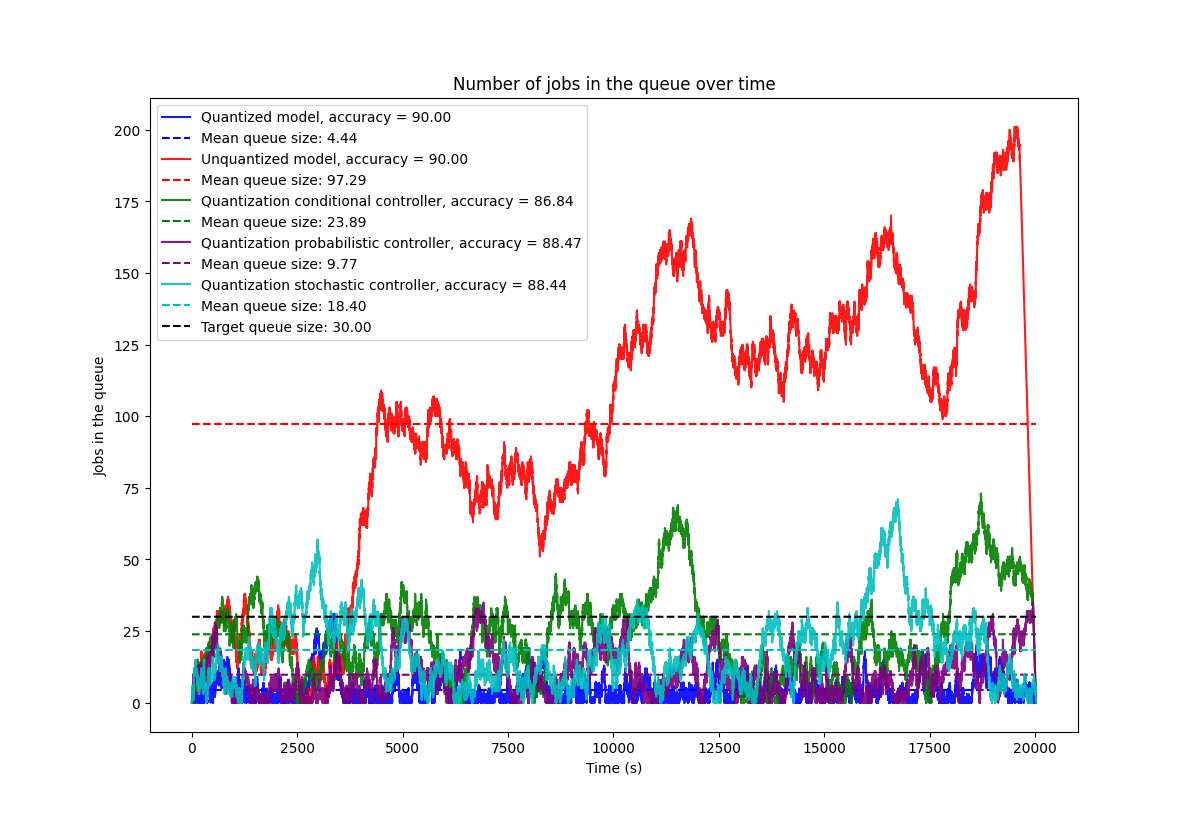 Number of jobs in the queue over time
Quantized model, accuracy = 90.00
Mean queue size: 4.44
Unquantized model, accuracy = 90.00
Mean queue size: 97.29
Quantization conditional controller, accuracy = 86.84
Mean queue size: 23.89
Quantization probabilistic controller, accuracy = 88.47
Mean queue size: 9.77
Quantization stochastic controller, accuracy = 88.44
Mean queue size: 18.40
Target queue size: 30.00
Jobs in the queue
200
175
150
125
100
75
50
25
0
0 2500 5000 7500 10000 12500 15000 17500 20000
Time (s)